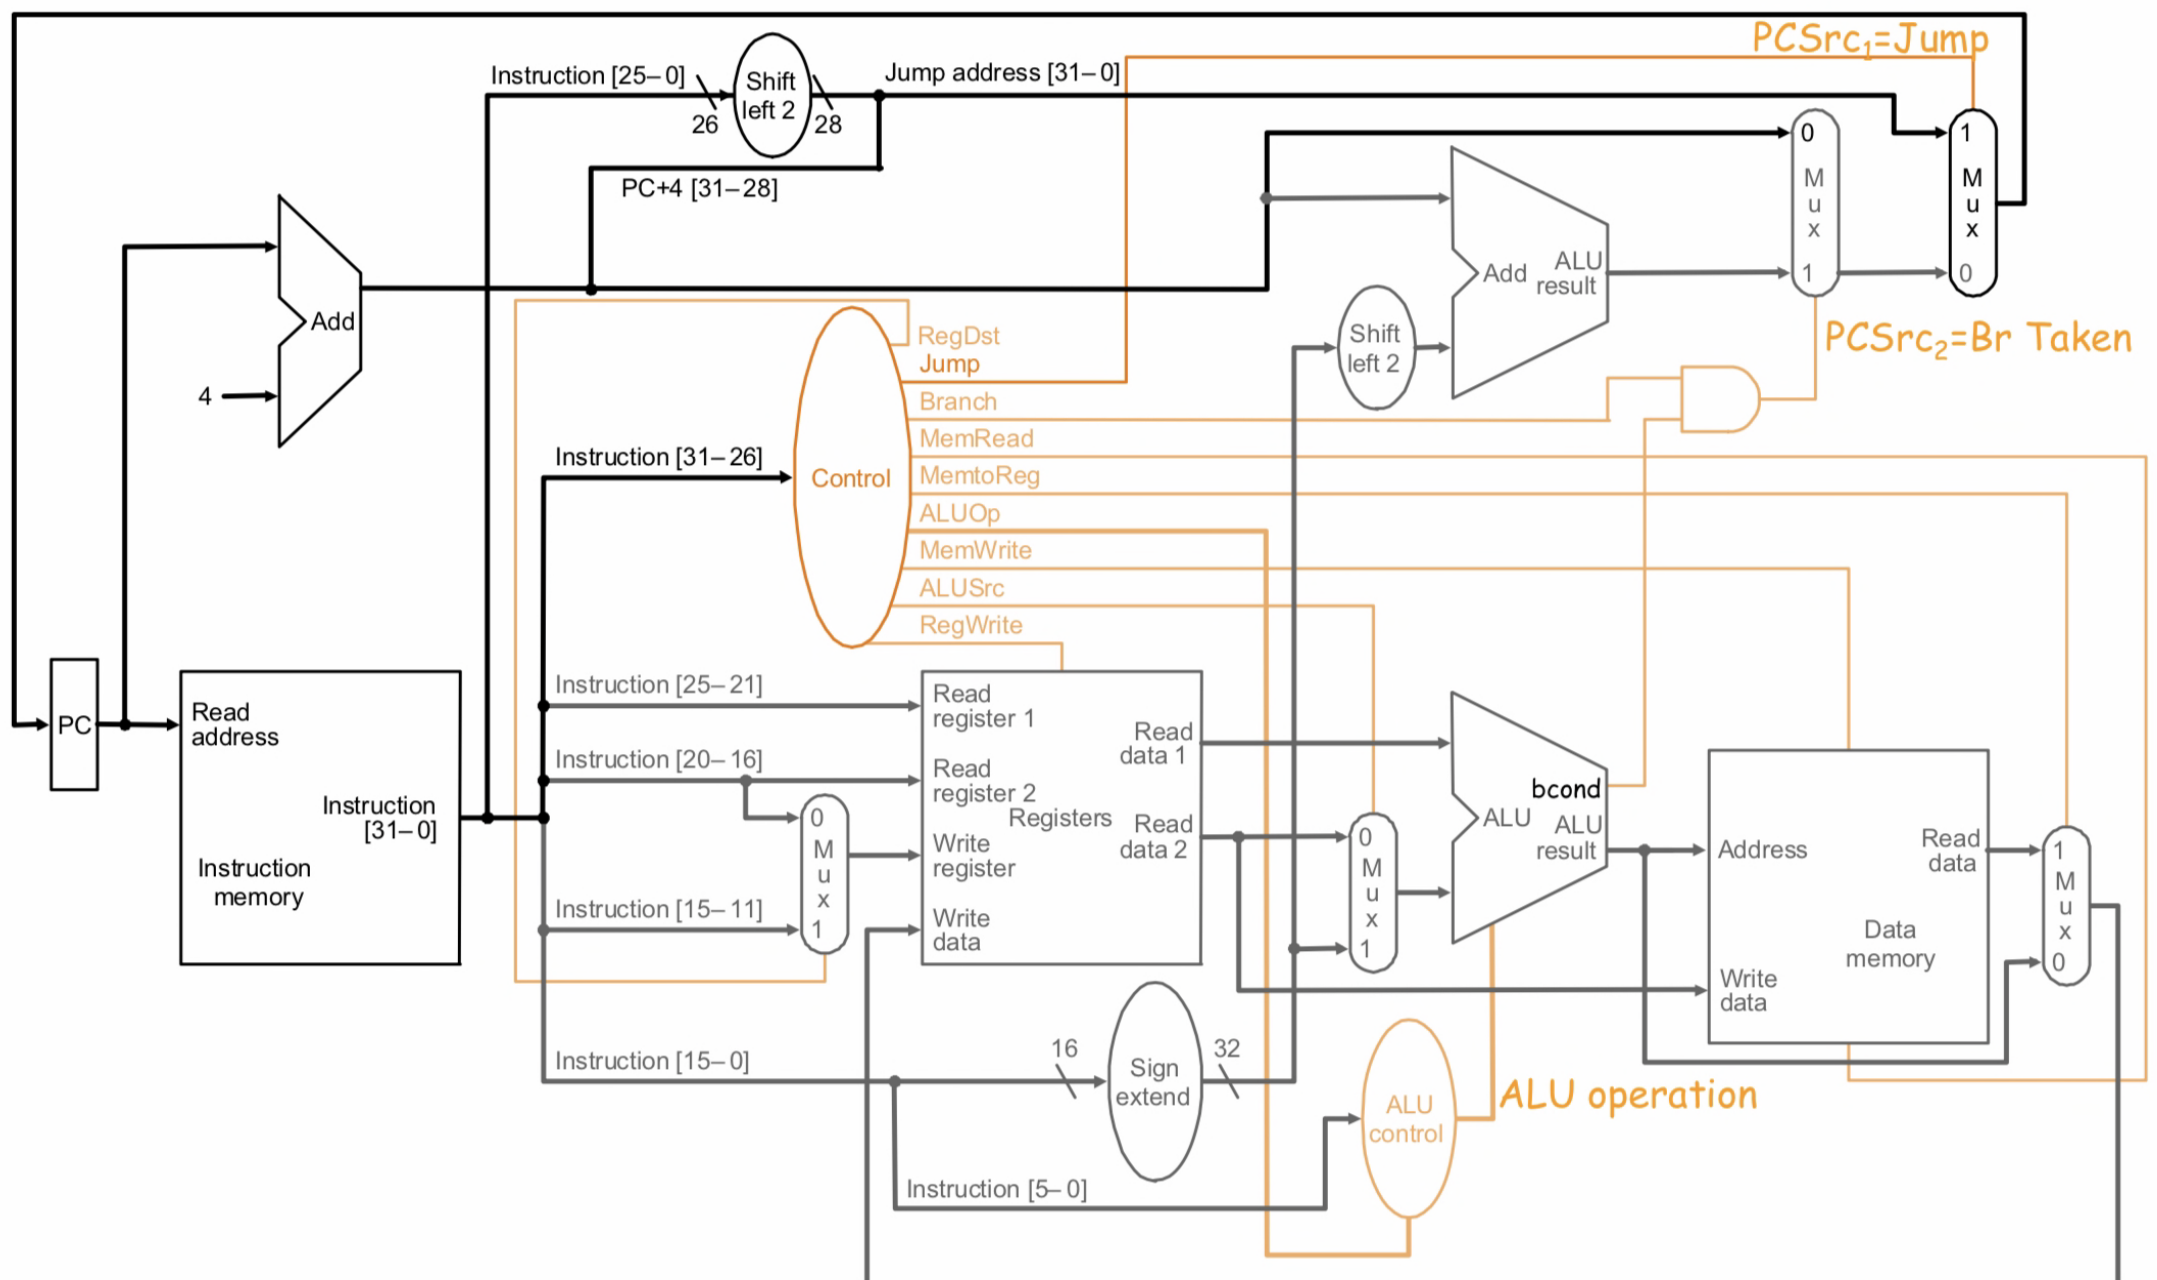 PCSrc1=Jump
Instruction [25–0]
Shift
left 2
Jump address [31–0]
26
28
PC+4 [31–28]
0
M
u
x
1
1
M
u
x
0
Add
ALU
result
Add
4
Shift
left 2
PCSrc2=Br Taken
RegDst
Jump
Branch
MemRead
MemtoReg
ALUOp
MemWrite
ALUSrc
RegWrite
Instruction [31–26]
Control
PC
Read
address
Instruction
[31–0]
Instruction
memory
Instruction [25–21]
Instruction [20–16]
Instruction [15–11]
0
M
u
x
1
Read
register 1
Read
register 2
Registers
Write
register
Write
data
Read
data 1
Read
data 2
0
M
u
x
1
bcond
ALU
ALU
result
Address
Read
data
Data
memory
Write
data
1
M
u
x
0
Instruction [15–0]
16
Sign
extend
32
ALU
control
ALU operation
Instruction [5–0]